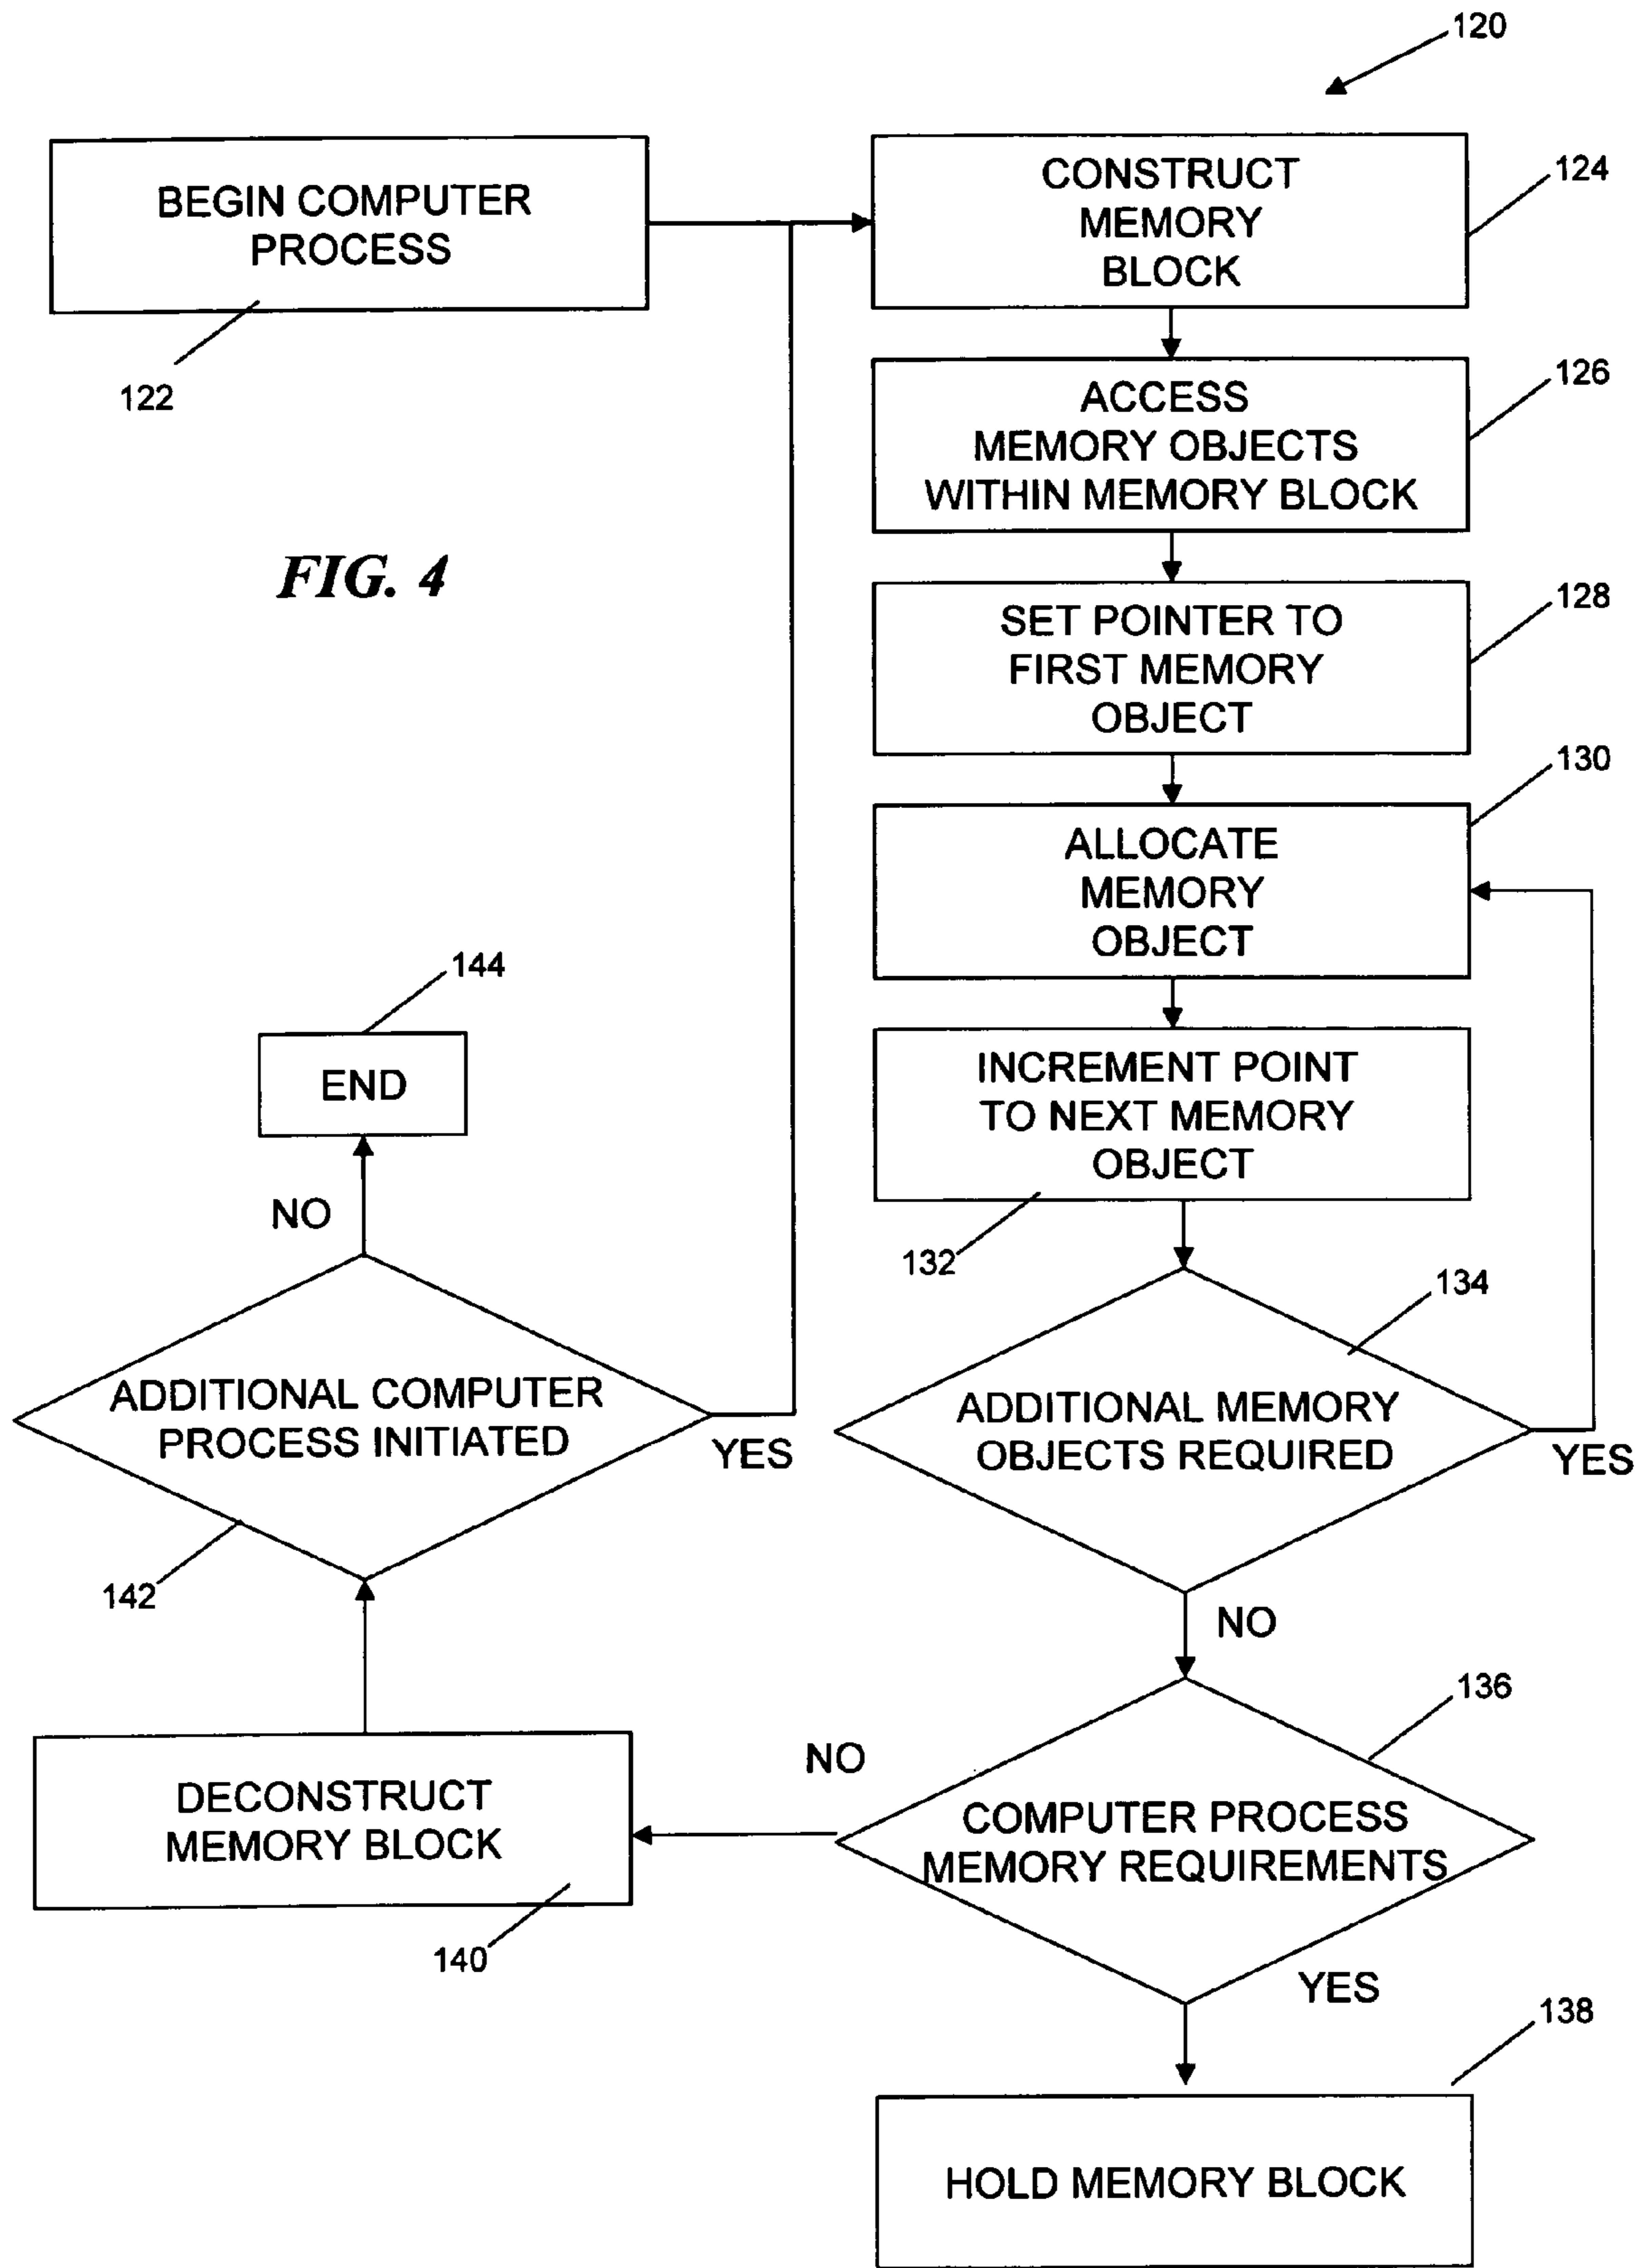 120
BEGIN COMPUTER
PROCESS
122
CONSTRUCT
MEMORY
BLOCK
124
ACCESS
MEMORY OBJECTS
WITHIN MEMORY BLOCK
126
FIG. 4
SET POINTER TO
FIRST MEMORY
OBJECT
128
ALLOCATE
MEMORY
OBJECT
130
INCREMENT POINT
TO NEXT MEMORY
OBJECT
132
ADDITIONAL MEMORY
OBJECTS REQUIRED
134
YES
NO
COMPUTER PROCESS
MEMORY REQUIREMENTS
136
YES
HOLD MEMORY BLOCK
138
NO
DECONSTRUCT
MEMORY BLOCK
140
ADDITIONAL COMPUTER
PROCESS INITIATED
142
YES
NO
END
144